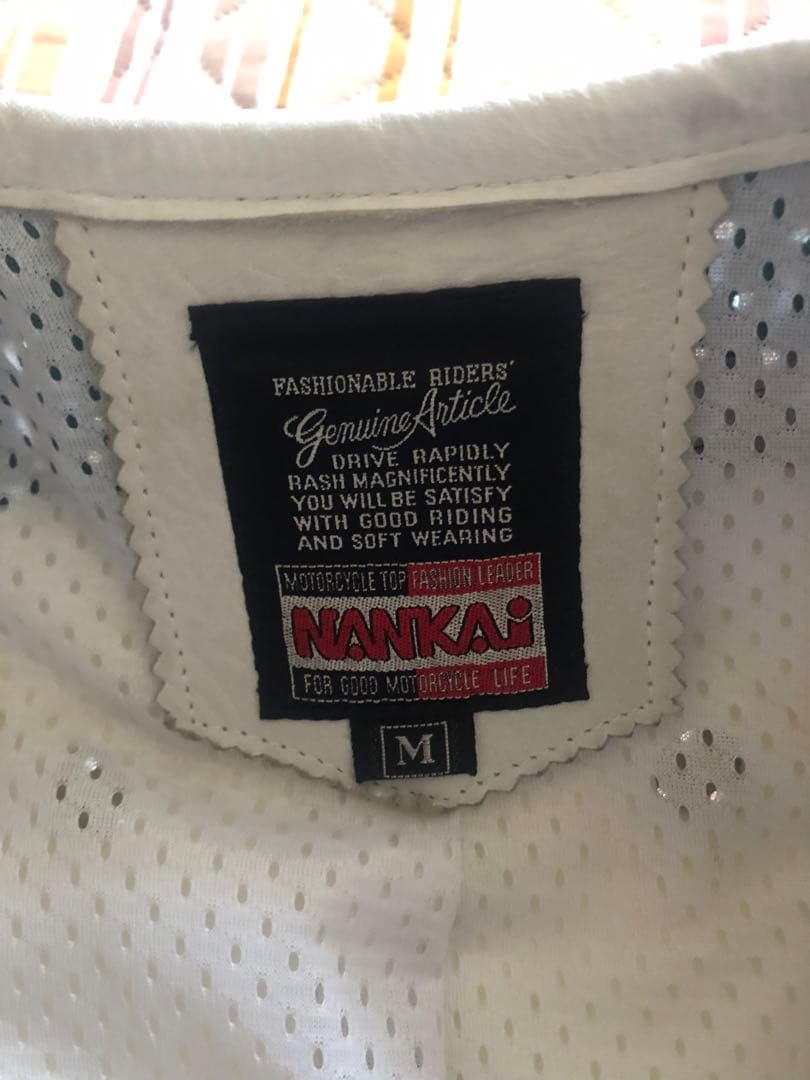 FASHIONABLE RIDERS'
Genuine Article
DRIVE RAPIDLY
RASH MAGNIFICENTLY
YOU WILL BE SATISFY
WITH GOOD RIDING
AND SOFT WEARING
MOTORCYCLE TOP FASHION LEADER
NANKAi
FOR GOOD MOTORCYCLE LIFE
M